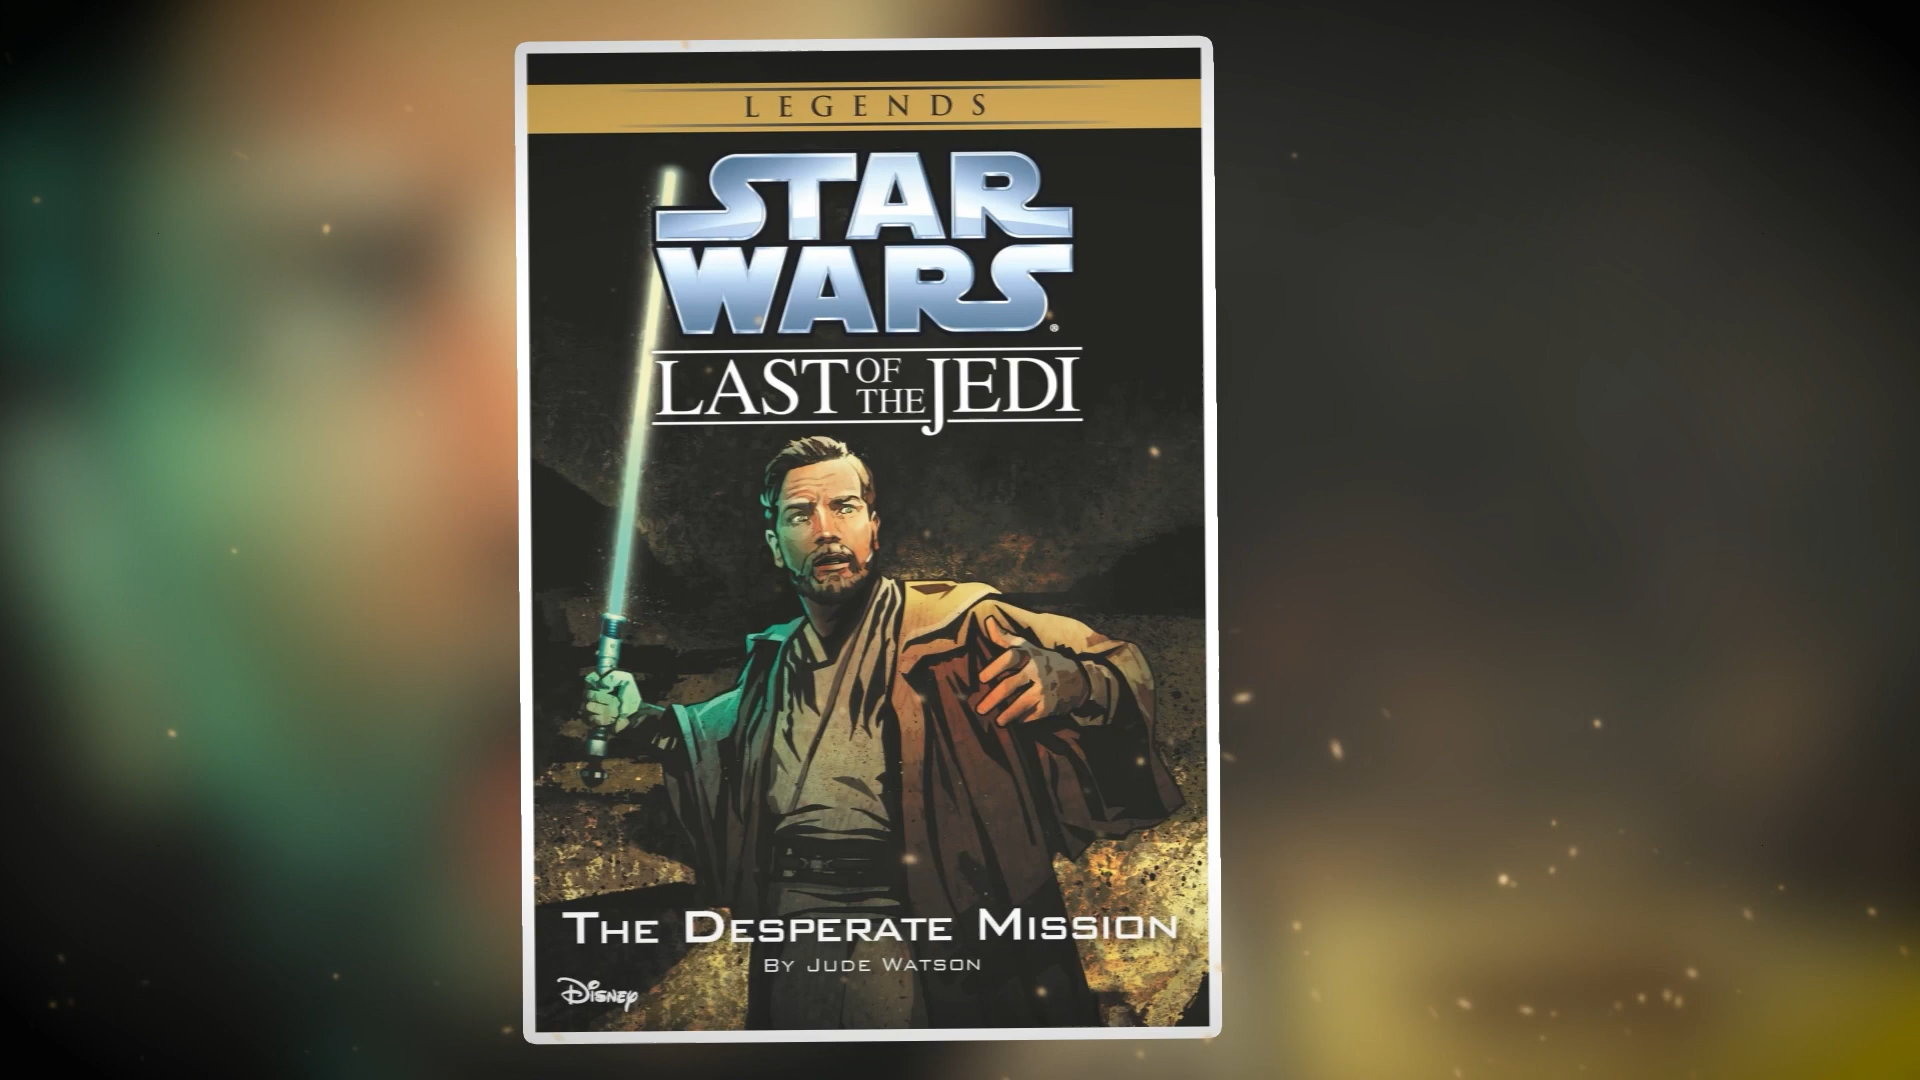 LEGENDS
STAR
WARS®
LAST OF THE JEDI
THE DESPERATE MISSION
BY JUDE WATSON
Disney